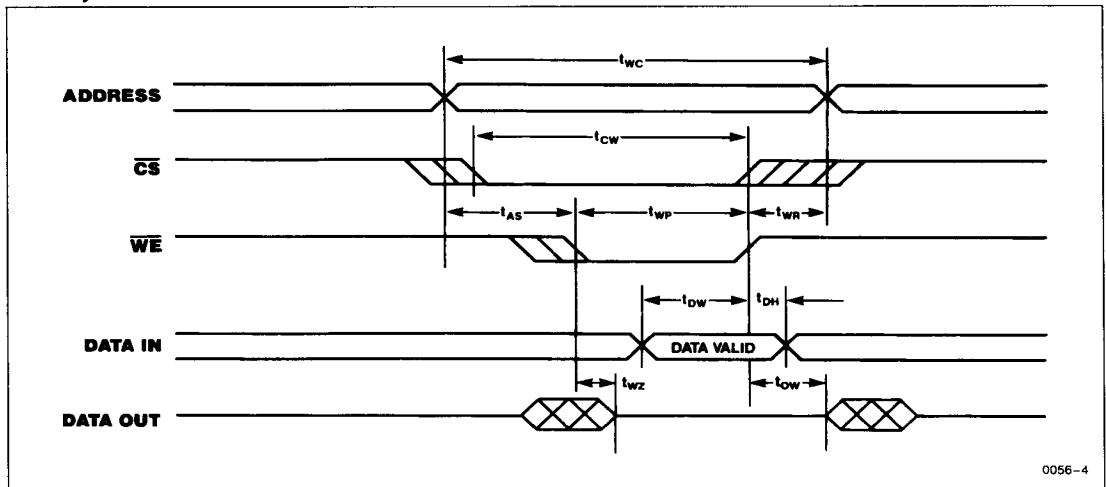 tWC
ADDRESS
tCW
CS
tAS tWP tWR
WE
tDW tDH
DATA IN DATA VALID
tWZ tOW
DATA OUT
0056-4